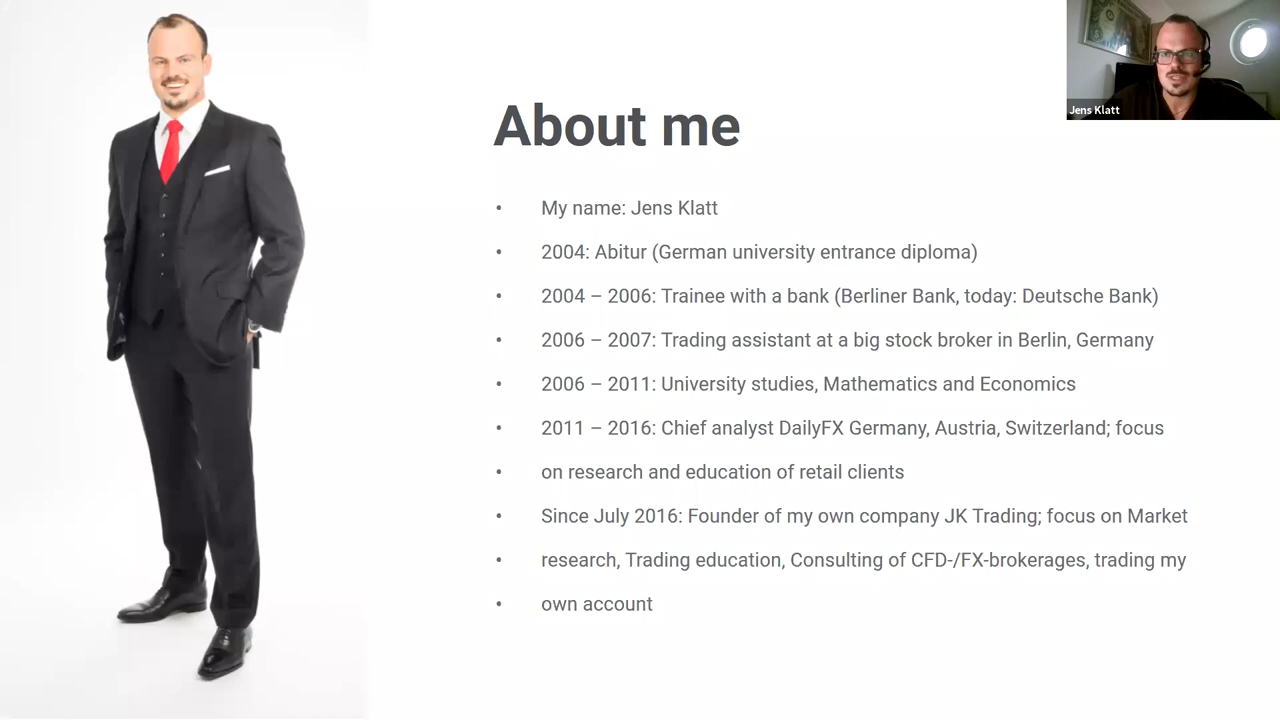 Jens Klatt
About me
• My name: Jens Klatt
• 2004: Abitur (German university entrance diploma)
• 2004 – 2006: Trainee with a bank (Berliner Bank, today: Deutsche Bank)
• 2006 – 2007: Trading assistant at a big stock broker in Berlin, Germany
• 2006 – 2011: University studies, Mathematics and Economics
• 2011 – 2016: Chief analyst DailyFX Germany, Austria, Switzerland; focus
• on research and education of retail clients
• Since July 2016: Founder of my own company JK Trading; focus on Market
• research, Trading education, Consulting of CFD-/FX-brokerages, trading my
• own account